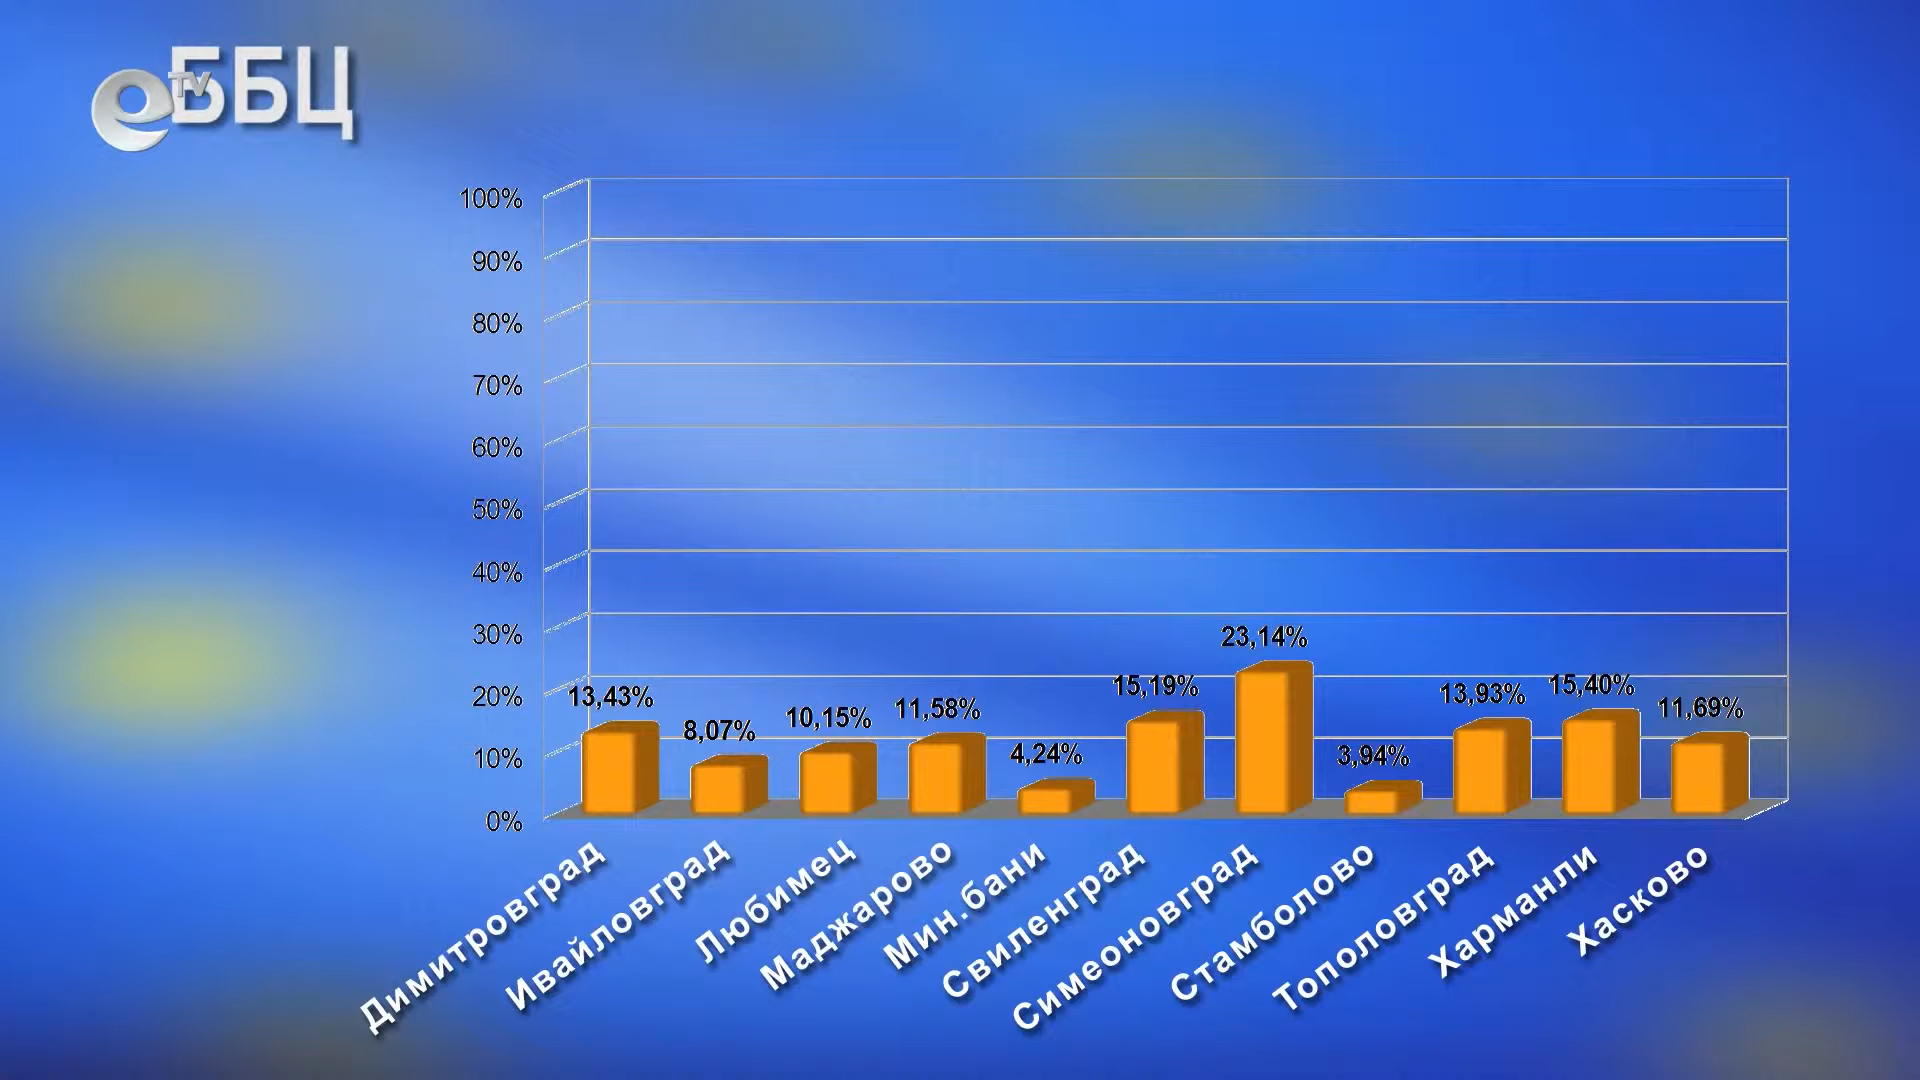 eTV ББЦ
100%
90%
80%
70%
60%
50%
40%
30%
20%
10%
0%
13,43%
8,07%
10,15%
11,58%
4,24%
15,19%
23,14%
3,94%
13,93%
15,40%
11,69%
Димитровград
Ивайловград
Любимец
Маджарово
Мин.бани
Свиленград
Симеоновград
Стамболово
Тополовград
Харманли
Хасково